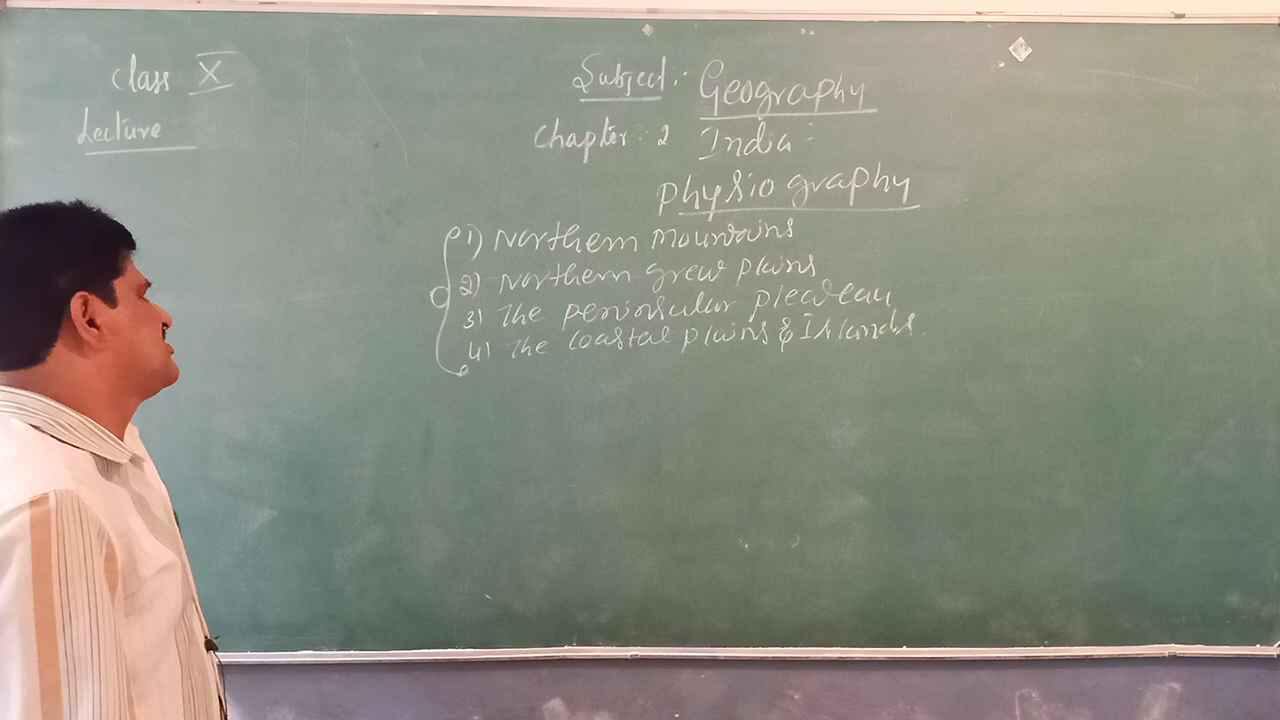 Class: X
Lecture
Subject:- Geography
Chapter:- 2 India:-
Physiography
1) Northern mountains
2) Northern great plains
3) The peninsular pleateau
4) The coastal plains & Islands.